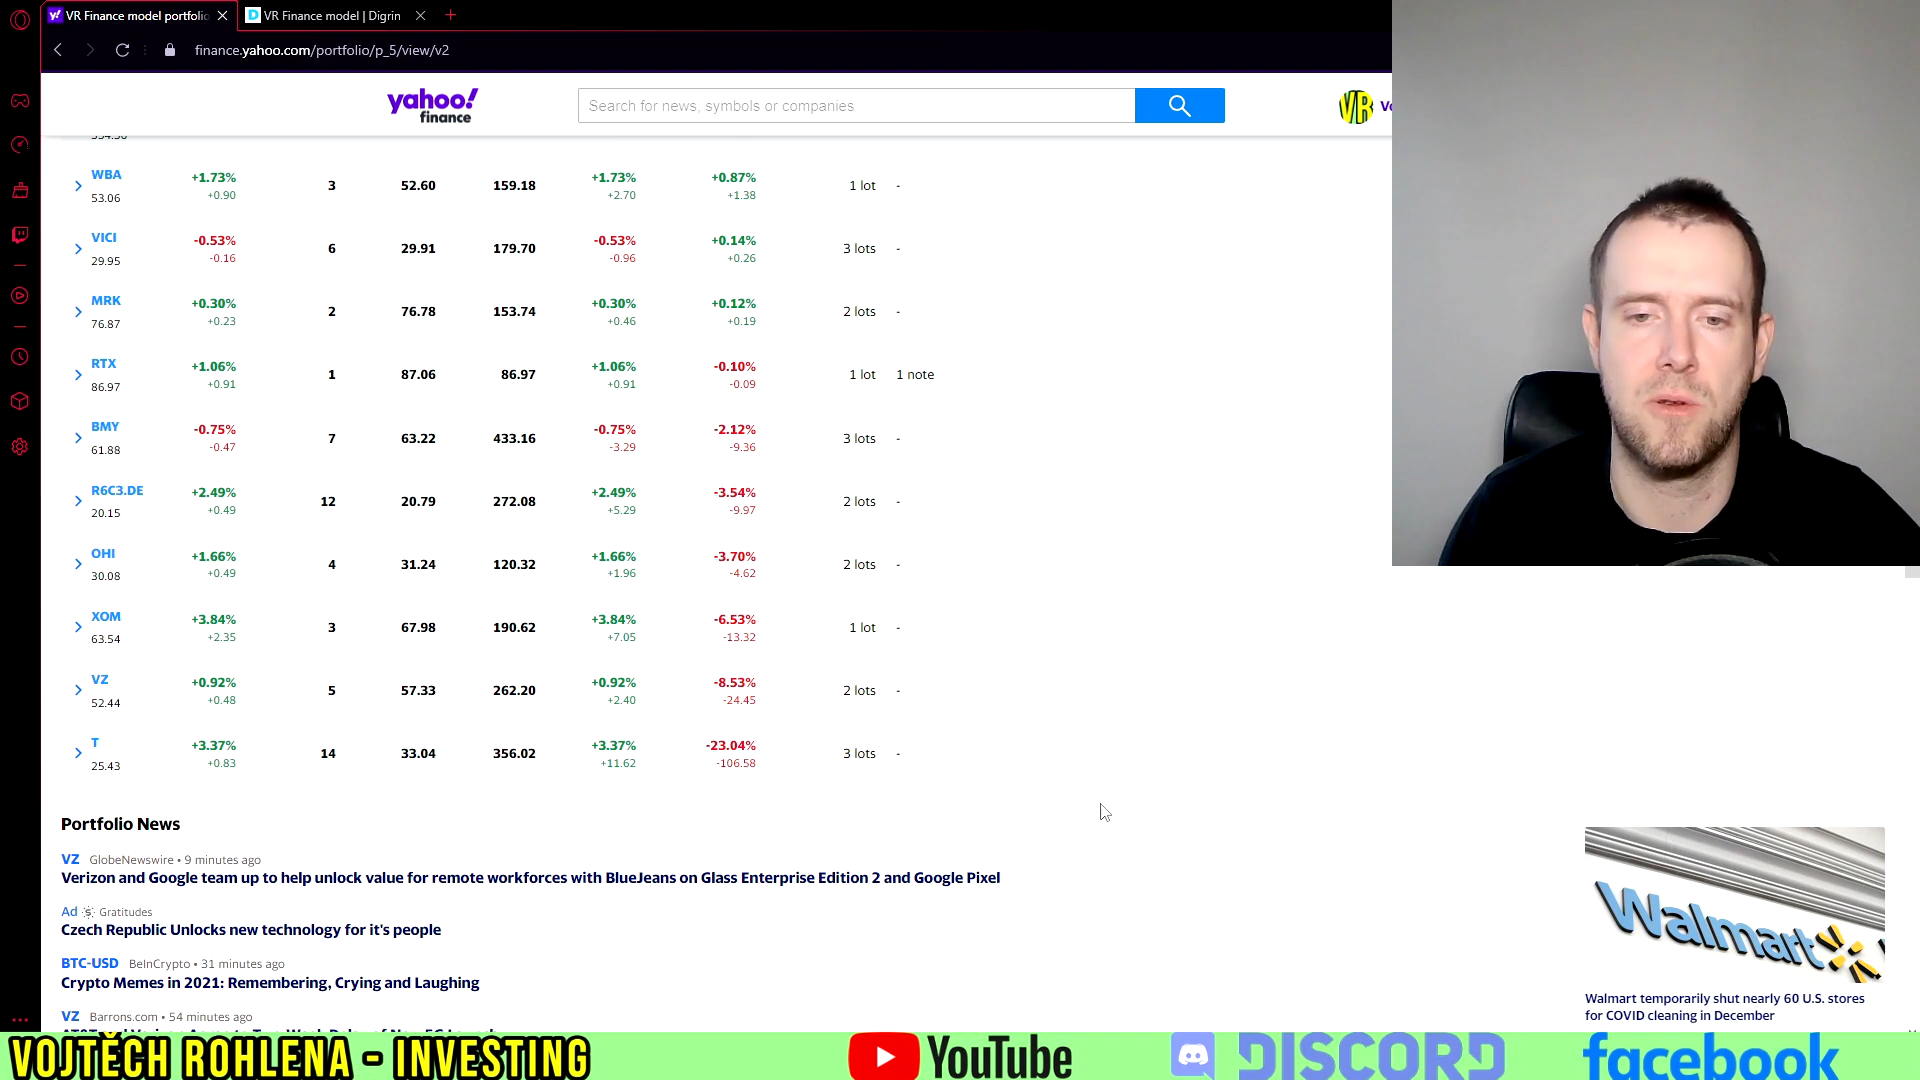 VR Finance model portfolio
VR Finance model | Digrin
finance.yahoo.com/portfolio/p_5/view/v2
yahoo!
finance
Search for news, symbols or companies
VR
WBA +1.73% 3 52.60 159.18 +1.73% +0.87% 1 lot -
53.06 +0.90 +2.70 +1.38
VICI -0.53% 6 29.91 179.70 -0.53% +0.14% 3 lots -
29.95 -0.16 -0.96 +0.26
MRK +0.30% 2 76.78 153.74 +0.30% +0.12% 2 lots -
76.87 +0.23 +0.46 +0.19
RTX +1.06% 1 87.06 86.97 +1.06% -0.10% 1 lot 1 note
86.97 +0.91 +0.91 -0.09
BMY -0.75% 7 63.22 433.16 -0.75% -2.12% 3 lots -
61.88 -0.47 -3.29 -9.36
R6C3.DE +2.49% 12 20.79 272.08 +2.49% -3.54% 2 lots -
20.15 +0.49 +5.29 -9.97
OHI +1.66% 4 31.24 120.32 +1.66% -3.70% 2 lots -
30.08 +0.49 +1.96 -4.62
XOM +3.84% 3 67.98 190.62 +3.84% -6.53% 1 lot -
63.54 +2.35 +7.05 -13.32
VZ +0.92% 5 57.33 262.20 +0.92% -8.53% 2 lots -
52.44 +0.48 +2.40 -24.45
T +3.37% 14 33.04 356.02 +3.37% -23.04% 3 lots -
25.43 +0.83 +11.62 -106.58
Portfolio News
VZ GlobeNewswire • 9 minutes ago
Verizon and Google team up to help unlock value for remote workforces with BlueJeans on Glass Enterprise Edition 2 and Google Pixel
Ad Gratitudes
Czech Republic Unlocks new technology for it's people
BTC-USD BeInCrypto • 31 minutes ago
Crypto Memes in 2021: Remembering, Crying and Laughing
VZ Barrons.com • 54 minutes ago
Walmart
Walmart temporarily shut nearly 60 U.S. stores
for COVID cleaning in December
VOJTĚCH ROHLENA - INVESTING
YouTube
DISCORD
facebook